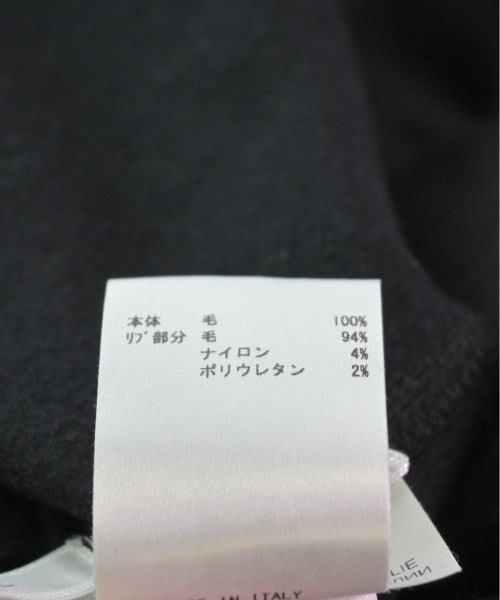 本体 毛 100%
リブ部分 毛 94%
ナイロン 4%
ポリウレタン 2%
IN ITALY
LIE